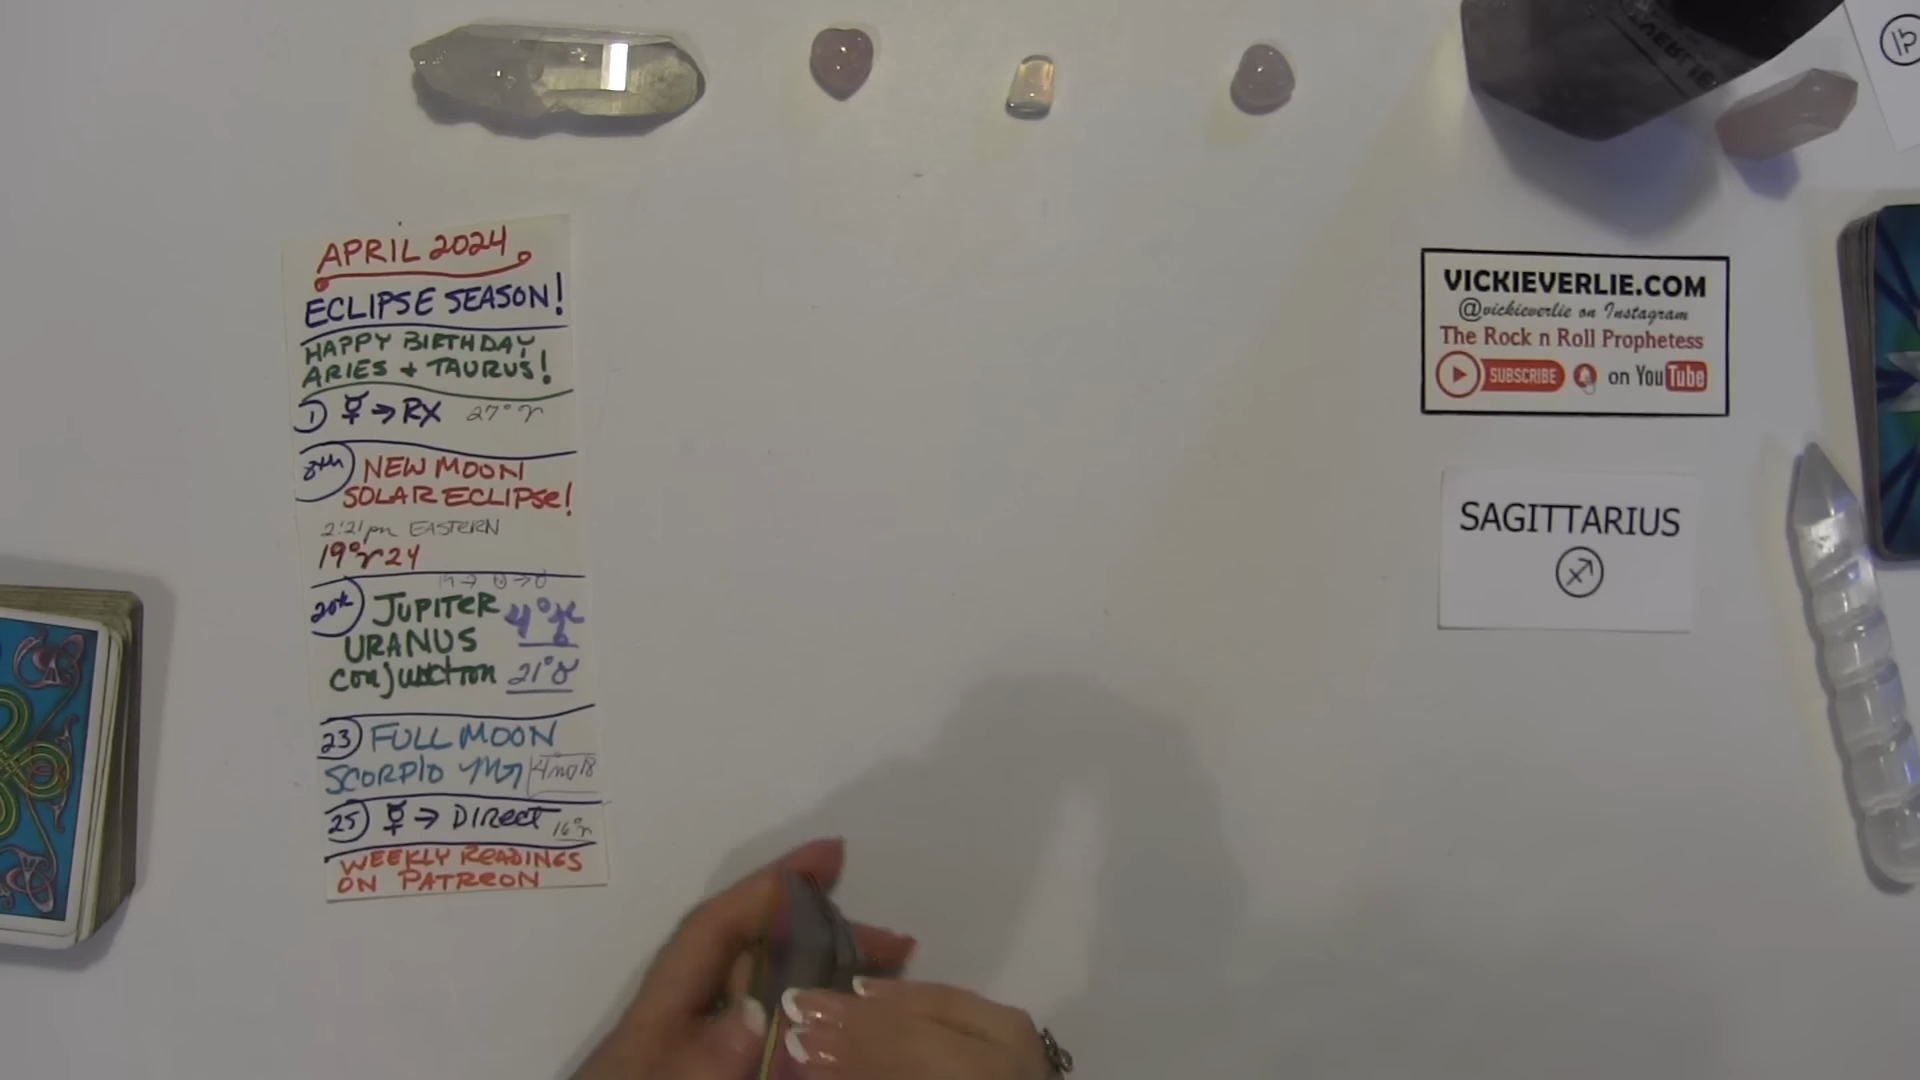 APRIL 2024
ECLIPSE SEASON!
HAPPY BIRTHDAY
ARIES + TAURUS!
1 ☿→RX 27°♈
8th NEW MOON
SOLAR ECLIPSE!
2:21pm EASTERN
19°♈24
20th JUPITER
URANUS
conjunction 21°♉
23 FULL MOON
SCORPIO ♏
25 ☿→DIRECT 16°♈
WEEKLY READINGS
ON PATREON
VICKIEVERLIE.COM
@vickieverlie on Instagram
The Rock n Roll Prophetess
SUBSCRIBE on YouTube
SAGITTARIUS
♐